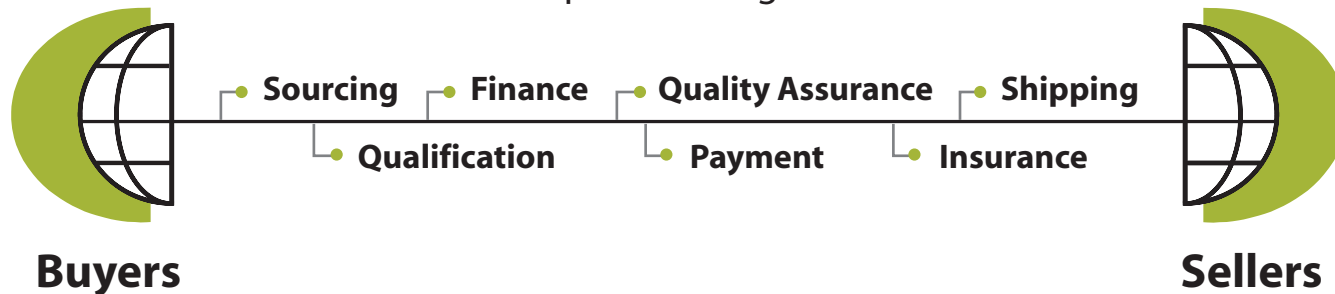 Sourcing Finance Quality Assurance Shipping
Qualification Payment Insurance
Buyers Sellers